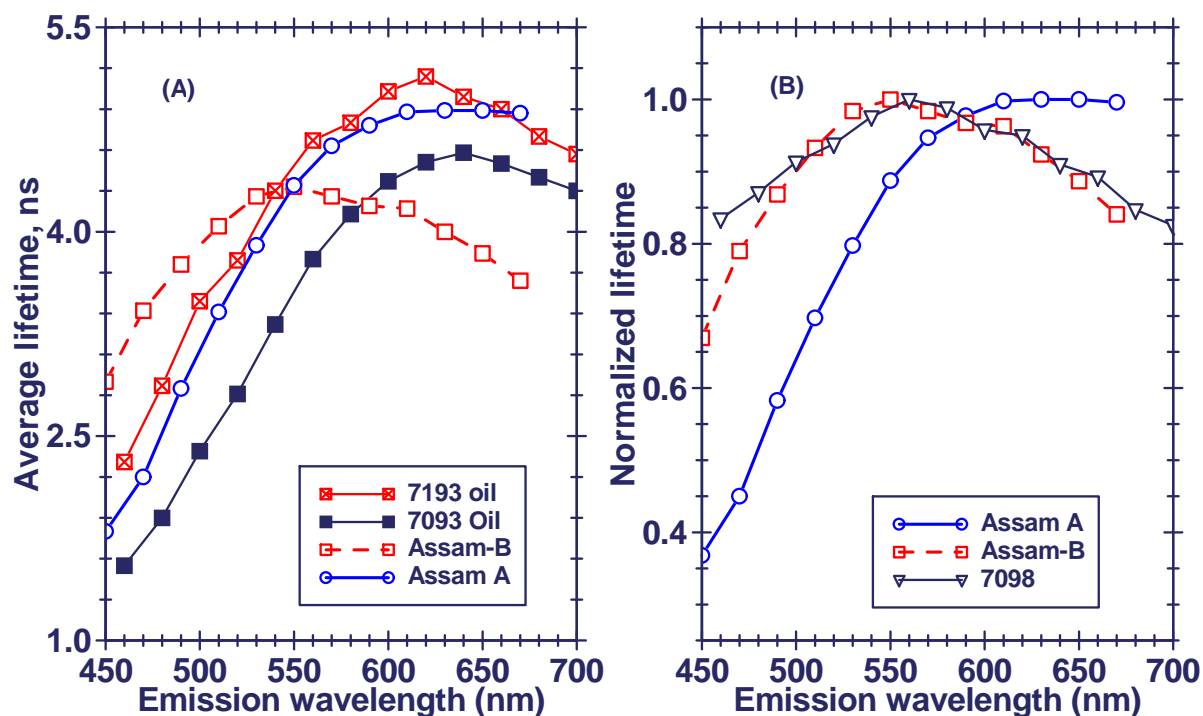 (A)
Average lifetime, ns
5.5
4.0
2.5
1.0
7193 oil
7093 Oil
Assam-B
Assam A
450 500 550 600 650 700
Emission wavelength (nm)
(B)
Normalized lifetime
1.0
0.8
0.6
0.4
Assam A
Assam-B
7098
450 500 550 600 650 700
Emission wavelength (nm)